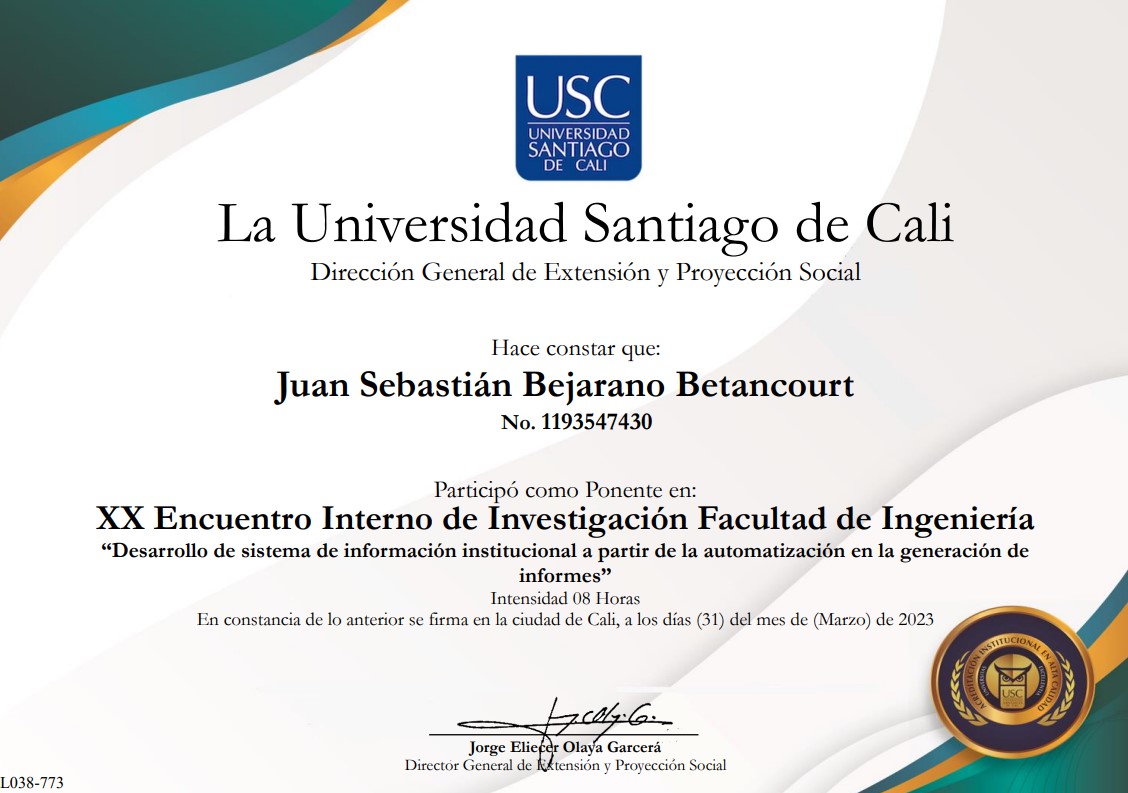 USC
UNIVERSIDAD
SANTIAGO
DE CALI
La Universidad Santiago de Cali
Dirección General de Extensión y Proyección Social
Hace constar que:
Juan Sebastián Bejarano Betancourt
No. 1193547430
Participó como Ponente en:
XX Encuentro Interno de Investigación Facultad de Ingeniería
“Desarrollo de sistema de información institucional a partir de la automatización en la generación de
informes”
Intensidad 08 Horas
En constancia de lo anterior se firma en la ciudad de Cali, a los días (31) del mes de (Marzo) de 2023
ACREDITACIÓN INSTITUCIONAL EN ALTA CALIDAD
USC
Jorge Eliecer Olaya Garcerá
Director General de Extensión y Proyección Social
L038-773